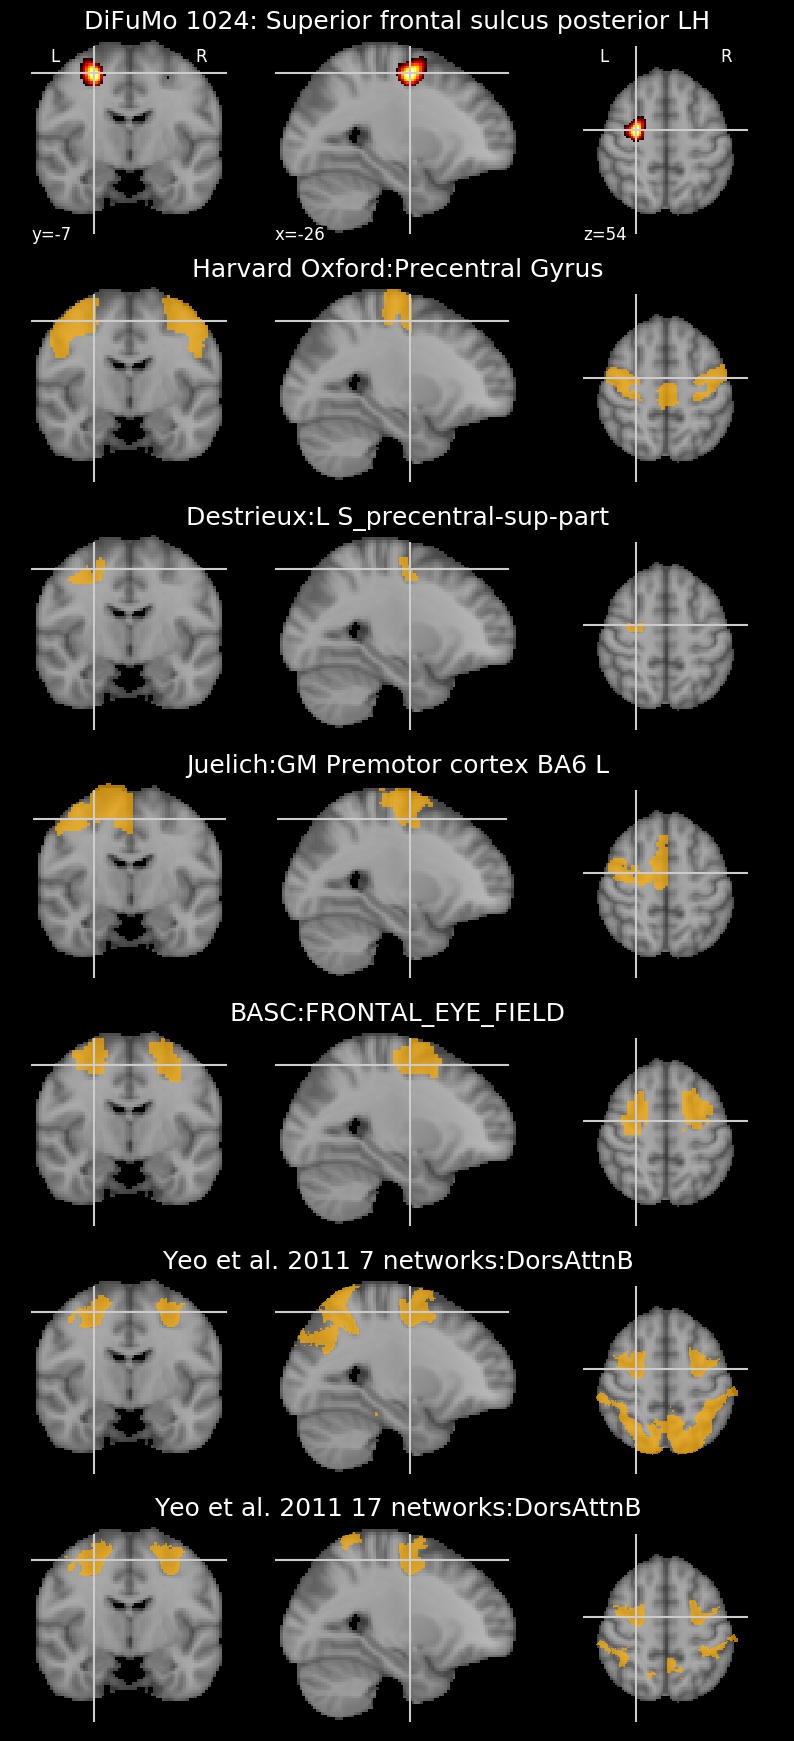 DiFuMo 1024: Superior frontal sulcus posterior LH
L R L R
y=-7 x=-26 z=54
Harvard Oxford:Precentral Gyrus
Destrieux:L S_precentral-sup-part
Juelich:GM Premotor cortex BA6 L
BASC:FRONTAL_EYE_FIELD
Yeo et al. 2011 7 networks:DorsAttnB
Yeo et al. 2011 17 networks:DorsAttnB